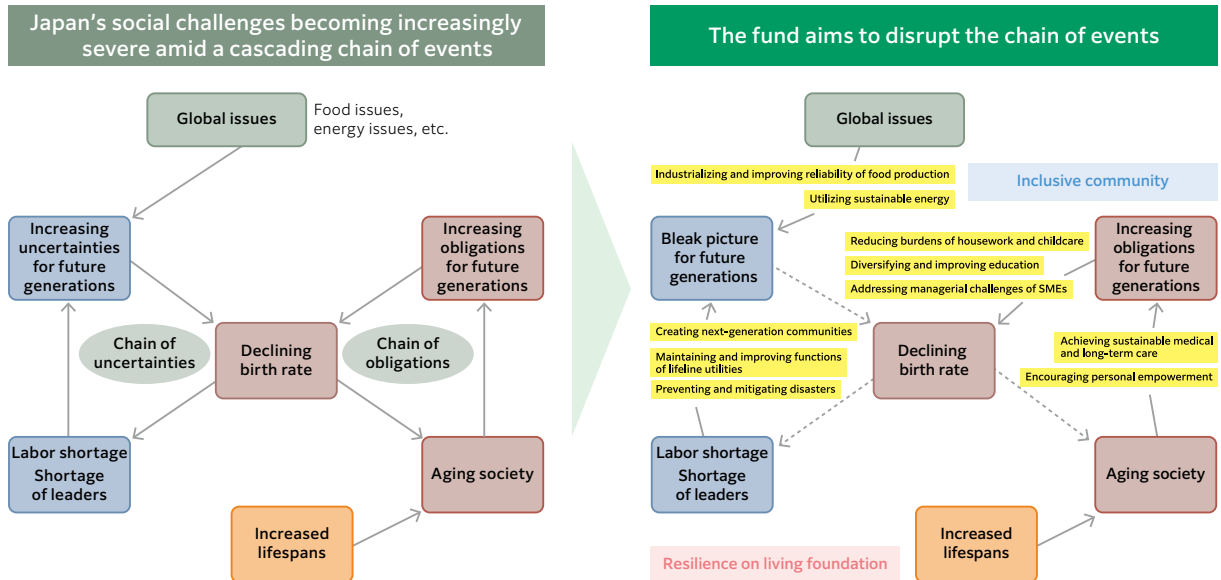 Japan's social challenges becoming increasingly
severe amid a cascading chain of events
Global issues
Food issues,
energy issues, etc.
Increasing
uncertainties
for future
generations
Increasing
obligations
for future
generations
Chain of
uncertainties
Declining
birth rate
Chain of
obligations
Labor shortage
Shortage
of leaders
Aging society
Increased
lifespans
The fund aims to disrupt the chain of events
Global issues
Industrializing and improving reliability of food production
Inclusive community
Utilizing sustainable energy
Bleak picture
for future
generations
Reducing burdens of housework and childcare
Diversifying and improving education
Addressing managerial challenges of SMEs
Increasing
obligations
for future
generations
Creating next-generation communities
Maintaining and improving functions
of lifeline utilities
Preventing and mitigating disasters
Declining
birth rate
Achieving sustainable medical
and long-term care
Encouraging personal empowerment
Labor shortage
Shortage
of leaders
Aging society
Increased
lifespans
Resilience on living foundation